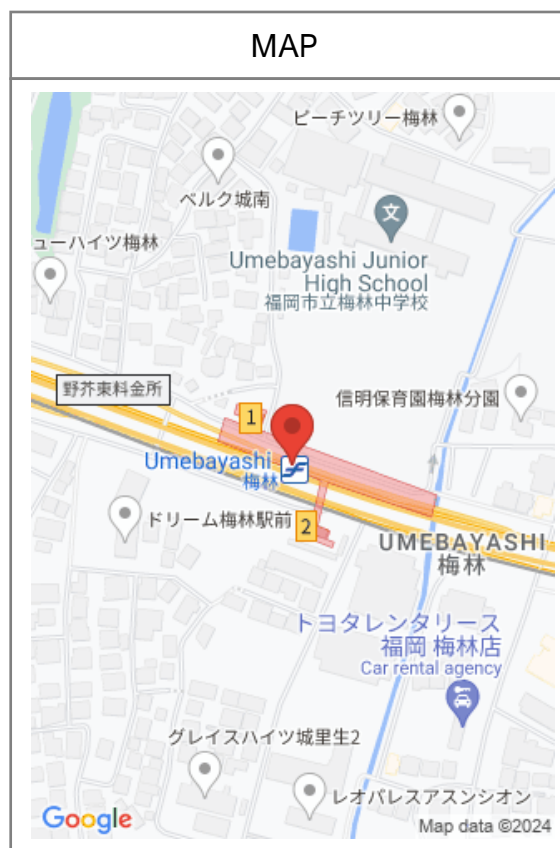 MAP
ピーチツリー梅林
ベルク城南
文
ューハイツ梅林
Umebayashi Junior
High School
福岡市立梅林中学校
野芥東料金所
信明保育園梅林分園
1
Umebayashi
梅林
ドリーム梅林駅前
2
UMEBAYASHI
梅林
トヨタレンタリース
福岡 梅林店
Car rental agency
グレイスハイツ城里生2
レオパレスアスンシオン
Google
Map data ©2024